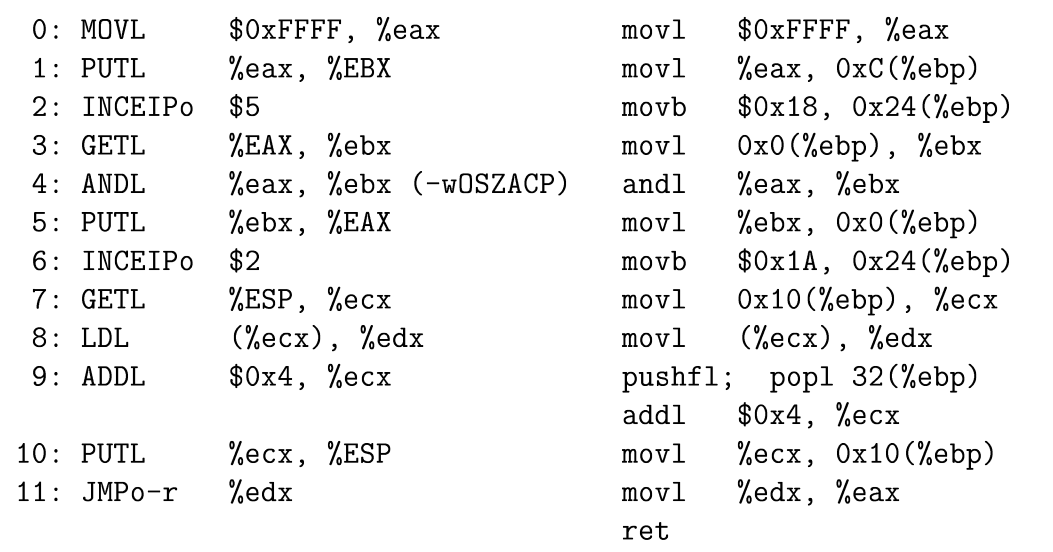 0: MOVL $0xFFFF, %eax movl $0xFFFF, %eax
1: PUTL %eax, %EBX movl %eax, 0xC(%ebp)
2: INCEIPo $5 movb $0x18, 0x24(%ebp)
3: GETL %EAX, %ebx movl 0x0(%ebp), %ebx
4: ANDL %eax, %ebx (-wOSZACP) andl %eax, %ebx
5: PUTL %ebx, %EAX movl %ebx, 0x0(%ebp)
6: INCEIPo $2 movb $0x1A, 0x24(%ebp)
7: GETL %ESP, %ecx movl 0x10(%ebp), %ecx
8: LDL (%ecx), %edx movl (%ecx), %edx
9: ADDL $0x4, %ecx pushfl; popl 32(%ebp)
addl $0x4, %ecx
10: PUTL %ecx, %ESP movl %ecx, 0x10(%ebp)
11: JMPo-r %edx movl %edx, %eax
ret